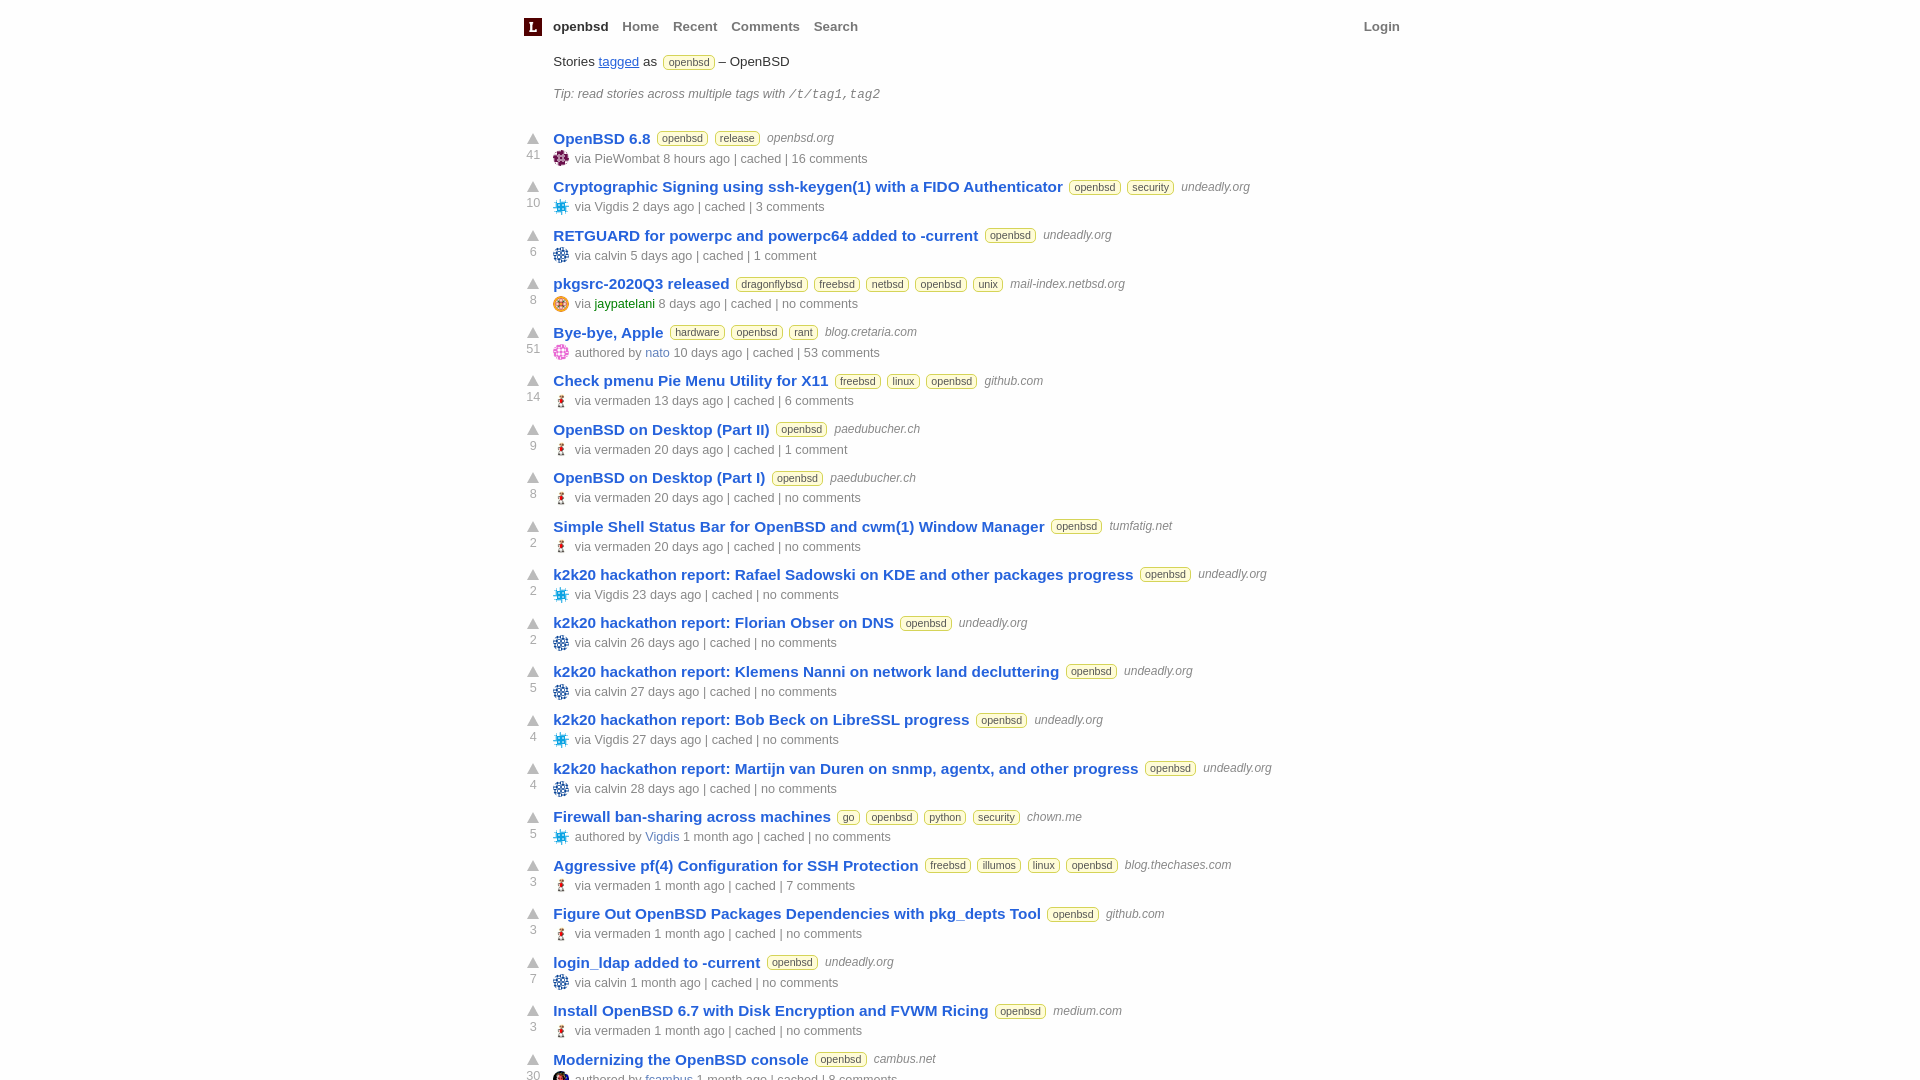 L openbsd Home Recent Comments Search Login
Stories tagged as openbsd – OpenBSD
Tip: read stories across multiple tags with /t/tag1,tag2
OpenBSD 6.8 openbsd release openbsd.org
41 via PieWombat 8 hours ago | cached | 16 comments
Cryptographic Signing using ssh-keygen(1) with a FIDO Authenticator openbsd security undeadly.org
10 via Vigdis 2 days ago | cached | 3 comments
RETGUARD for powerpc and powerpc64 added to -current openbsd undeadly.org
6 via calvin 5 days ago | cached | 1 comment
pkgsrc-2020Q3 released dragonflybsd freebsd netbsd openbsd unix mail-index.netbsd.org
8 via jaypatelani 8 days ago | cached | no comments
Bye-bye, Apple hardware openbsd rant blog.cretaria.com
51 authored by nato 10 days ago | cached | 53 comments
Check pmenu Pie Menu Utility for X11 freebsd linux openbsd github.com
14 via vermaden 13 days ago | cached | 6 comments
OpenBSD on Desktop (Part II) openbsd paedubucher.ch
9 via vermaden 20 days ago | cached | 1 comment
OpenBSD on Desktop (Part I) openbsd paedubucher.ch
8 via vermaden 20 days ago | cached | no comments
Simple Shell Status Bar for OpenBSD and cwm(1) Window Manager openbsd tumfatig.net
2 via vermaden 20 days ago | cached | no comments
k2k20 hackathon report: Rafael Sadowski on KDE and other packages progress openbsd undeadly.org
2 via Vigdis 23 days ago | cached | no comments
k2k20 hackathon report: Florian Obser on DNS openbsd undeadly.org
2 via calvin 26 days ago | cached | no comments
k2k20 hackathon report: Klemens Nanni on network land decluttering openbsd undeadly.org
5 via calvin 27 days ago | cached | no comments
k2k20 hackathon report: Bob Beck on LibreSSL progress openbsd undeadly.org
4 via Vigdis 27 days ago | cached | no comments
k2k20 hackathon report: Martijn van Duren on snmp, agentx, and other progress openbsd undeadly.org
4 via calvin 28 days ago | cached | no comments
Firewall ban-sharing across machines go openbsd python security chown.me
5 authored by Vigdis 1 month ago | cached | no comments
Aggressive pf(4) Configuration for SSH Protection freebsd illumos linux openbsd blog.thechases.com
3 via vermaden 1 month ago | cached | 7 comments
Figure Out OpenBSD Packages Dependencies with pkg_depts Tool openbsd github.com
3 via vermaden 1 month ago | cached | no comments
login_ldap added to -current openbsd undeadly.org
7 via calvin 1 month ago | cached | no comments
Install OpenBSD 6.7 with Disk Encryption and FVWM Ricing openbsd medium.com
3 via vermaden 1 month ago | cached | no comments
Modernizing the OpenBSD console openbsd cambus.net
30 authored by fcambus 1 month ago | cached | 8 comments